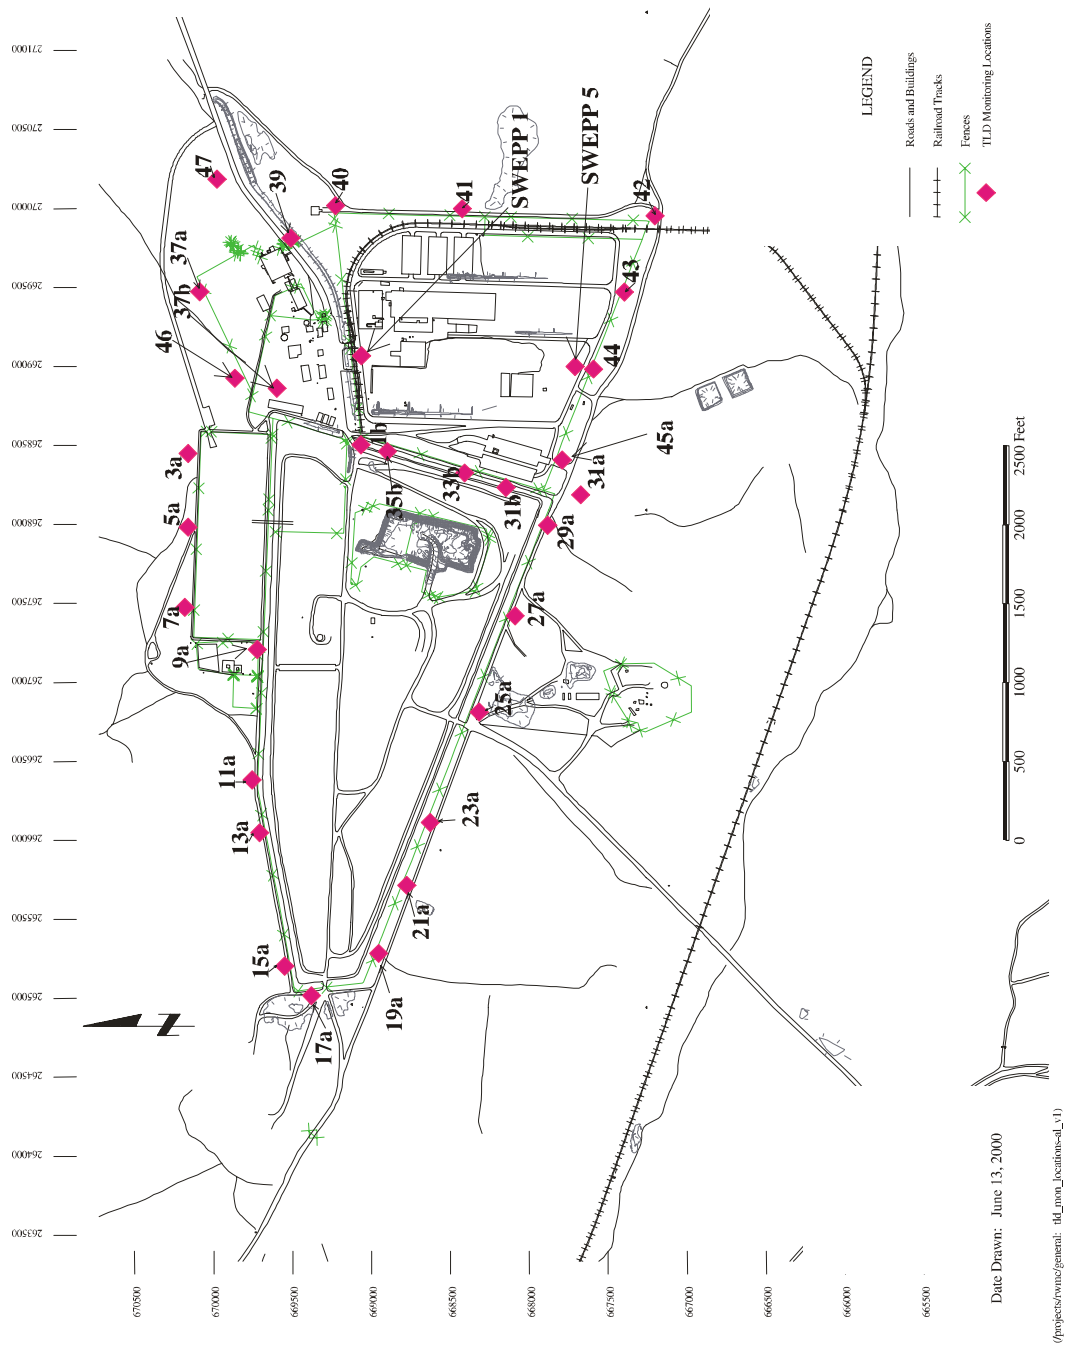 271000
270500
270000
269500
269000
268500
268000
267500
267000
266500
266000
265500
265000
264500
264000
263500
670500
670000
669500
669000
668500
668000
667500
667000
666500
666000
665500
47
39
40
41
SWEPP 1
SWEPP 5
42
37a
37b
46
43
44
3a
5a
7a
9a
1b
35b
33b
31b
45a
31a
29a
27a
25a
11a
13a
15a
17a
19a
21a
23a
N
LEGEND
Roads and Buildings
Railroad Tracks
Fences
TLD Monitoring Locations
0
500
1000
1500
2000
2500 Feet
Date Drawn: June 13, 2000
(/projects/rwmc/general: tld_mon_locations-al_v1)